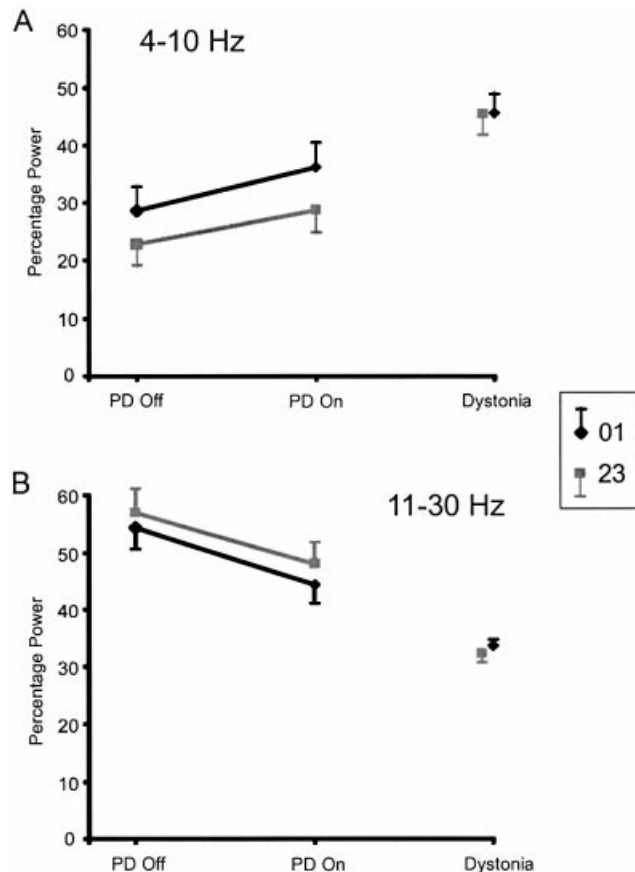 A
4-10 Hz
60
50
40
30
20
10
0
Percentage Power
PD Off
PD On
Dystonia
01
23
B
11-30 Hz
60
50
40
30
20
10
0
Percentage Power
PD Off
PD On
Dystonia